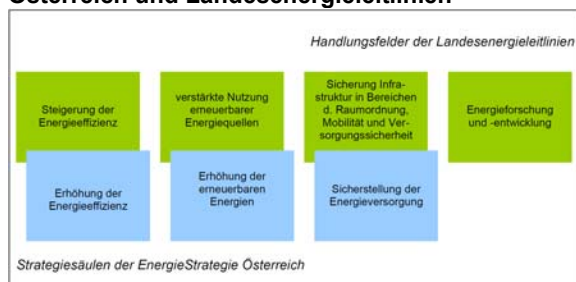 Österreich und Landesenergieleitlinien
Handlungsfelder der Landesenergieleitlinien
Steigerung der
Energieeffizienz
verstärkte Nutzung
erneuerbarer
Energiequellen
Sicherung Infra-
struktur in Bereichen
d. Raumordnung,
Mobilität und Ver-
sorgungssicherheit
Energieforschung
und -entwicklung
Erhöhung der
Energieeffizienz
Erhöhung der
erneuerbaren
Energien
Sicherstellung der
Energieversorgung
Strategiesäulen der EnergieStrategie Österreich